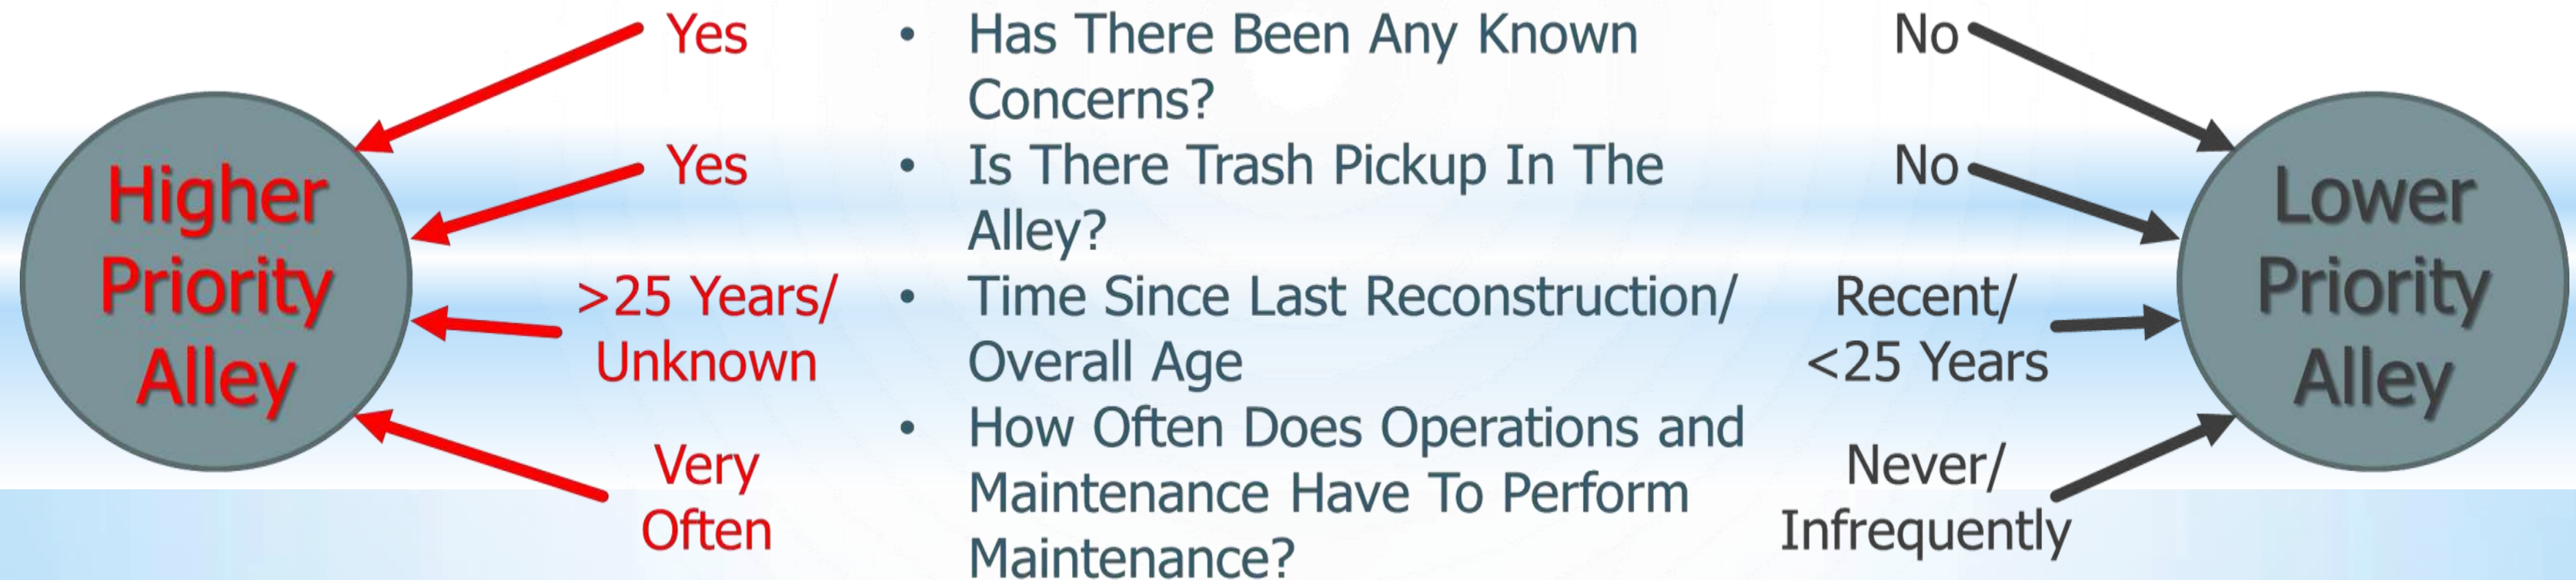 Higher
Priority
Alley
Yes
Yes
>25 Years/
Unknown
Very
Often
• Has There Been Any Known
Concerns?
• Is There Trash Pickup In The
Alley?
• Time Since Last Reconstruction/
Overall Age
• How Often Does Operations and
Maintenance Have To Perform
Maintenance?
No
No
Recent/
<25 Years
Never/
Infrequently
Lower
Priority
Alley